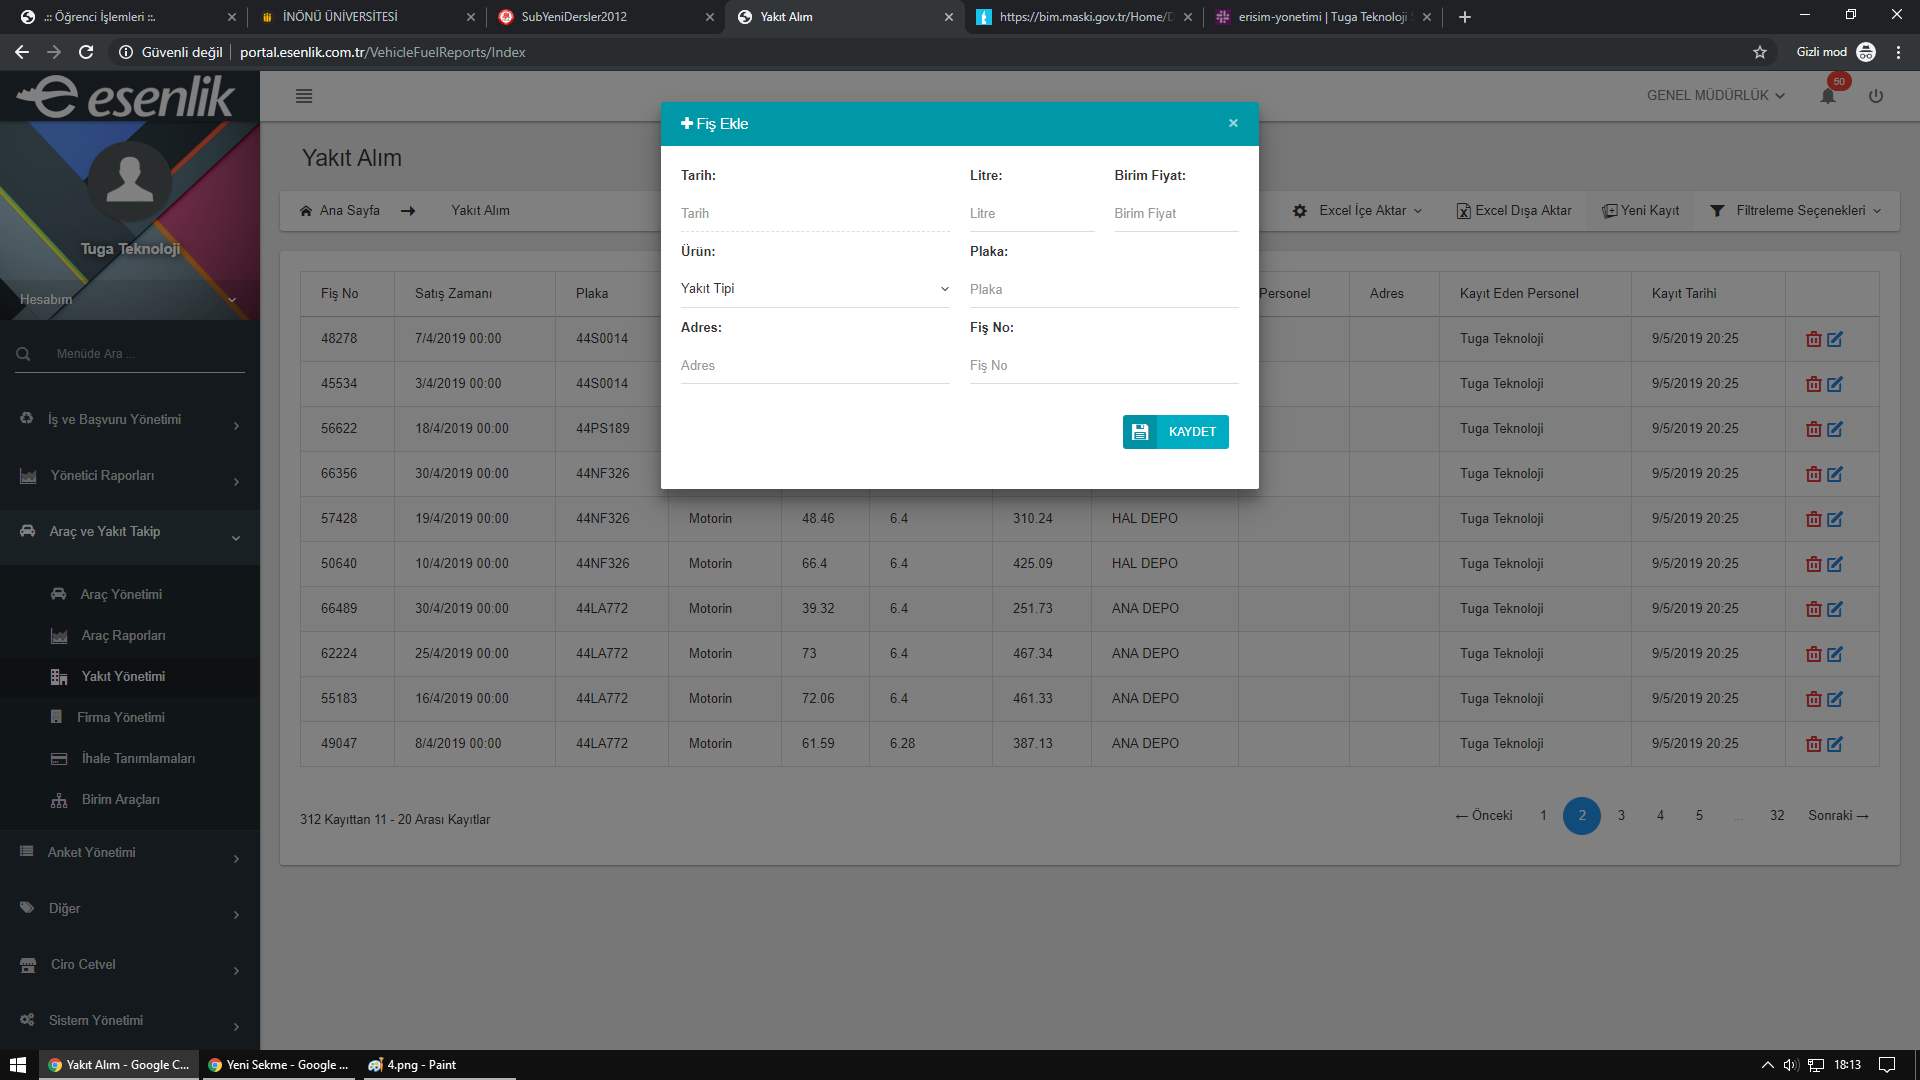 .:: Öğrenci İşlemleri ::.
İNÖNÜ ÜNİVERSİTESİ
SubYeniDersler2012
Yakıt Alım
https://bim.maski.gov.tr/Home/D
erisim-yonetimi | Tuga Teknoloji
Güvenli değil
portal.esenlik.com.tr/VehicleFuelReports/Index
Gizli mod
esenlik
GENEL MÜDÜRLÜK
50
Tuga Teknoloji
Hesabım
Menüde Ara ...
İş ve Başvuru Yönetimi
Yönetici Raporları
Araç ve Yakıt Takip
Araç Yönetimi
Araç Raporları
Yakıt Yönetimi
Firma Yönetimi
İhale Tanımlamaları
Birim Araçları
Anket Yönetimi
Diğer
Ciro Cetvel
Sistem Yönetimi
Yakıt Alım
Ana Sayfa → Yakıt Alım
Excel İçe Aktar Excel Dışa Aktar Yeni Kayıt Filtreleme Seçenekleri
Fiş Ekle ×
Tarih: Litre: Birim Fiyat:
Tarih Litre Birim Fiyat
Ürün: Plaka:
Yakıt Tipi Plaka
Adres: Fiş No:
Adres Fiş No
KAYDET
Fiş No Satış Zamanı Plaka Personel Adres Kayıt Eden Personel Kayıt Tarihi
48278 7/4/2019 00:00 44S0014 Tuga Teknoloji 9/5/2019 20:25
45534 3/4/2019 00:00 44S0014 Tuga Teknoloji 9/5/2019 20:25
56622 18/4/2019 00:00 44PS189 Tuga Teknoloji 9/5/2019 20:25
66356 30/4/2019 00:00 44NF326 Tuga Teknoloji 9/5/2019 20:25
57428 19/4/2019 00:00 44NF326 Motorin 48.46 6.4 310.24 HAL DEPO Tuga Teknoloji 9/5/2019 20:25
50640 10/4/2019 00:00 44NF326 Motorin 66.4 6.4 425.09 HAL DEPO Tuga Teknoloji 9/5/2019 20:25
66489 30/4/2019 00:00 44LA772 Motorin 39.32 6.4 251.73 ANA DEPO Tuga Teknoloji 9/5/2019 20:25
62224 25/4/2019 00:00 44LA772 Motorin 73 6.4 467.34 ANA DEPO Tuga Teknoloji 9/5/2019 20:25
55183 16/4/2019 00:00 44LA772 Motorin 72.06 6.4 461.33 ANA DEPO Tuga Teknoloji 9/5/2019 20:25
49047 8/4/2019 00:00 44LA772 Motorin 61.59 6.28 387.13 ANA DEPO Tuga Teknoloji 9/5/2019 20:25
312 Kayıttan 11 - 20 Arası Kayıtlar
← Önceki 1 2 3 4 5 ... 32 Sonraki →
Yakıt Alım - Google C...
Yeni Sekme - Google ...
4.png - Paint
18:13